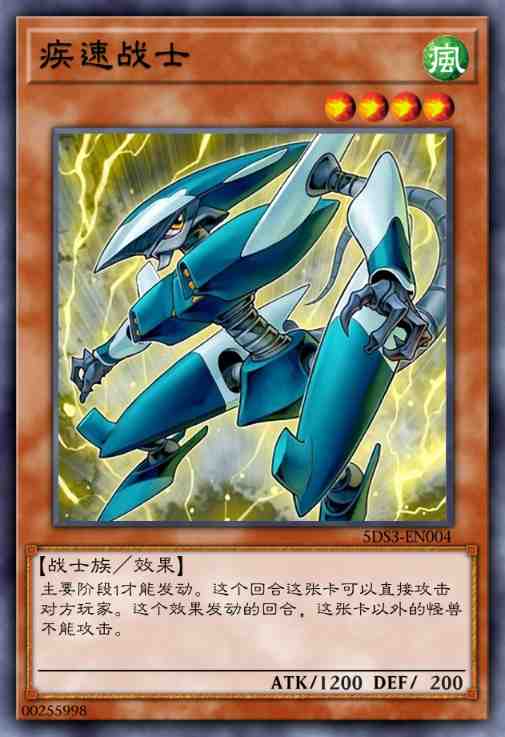 疾速战士
風
5DS3-EN004
【战士族／效果】
主要阶段1才能发动。这个回合这张卡可以直接攻击
对方玩家。这个效果发动的回合，这张卡以外的怪兽
不能攻击。
ATK/1200 DEF/ 200
00255998